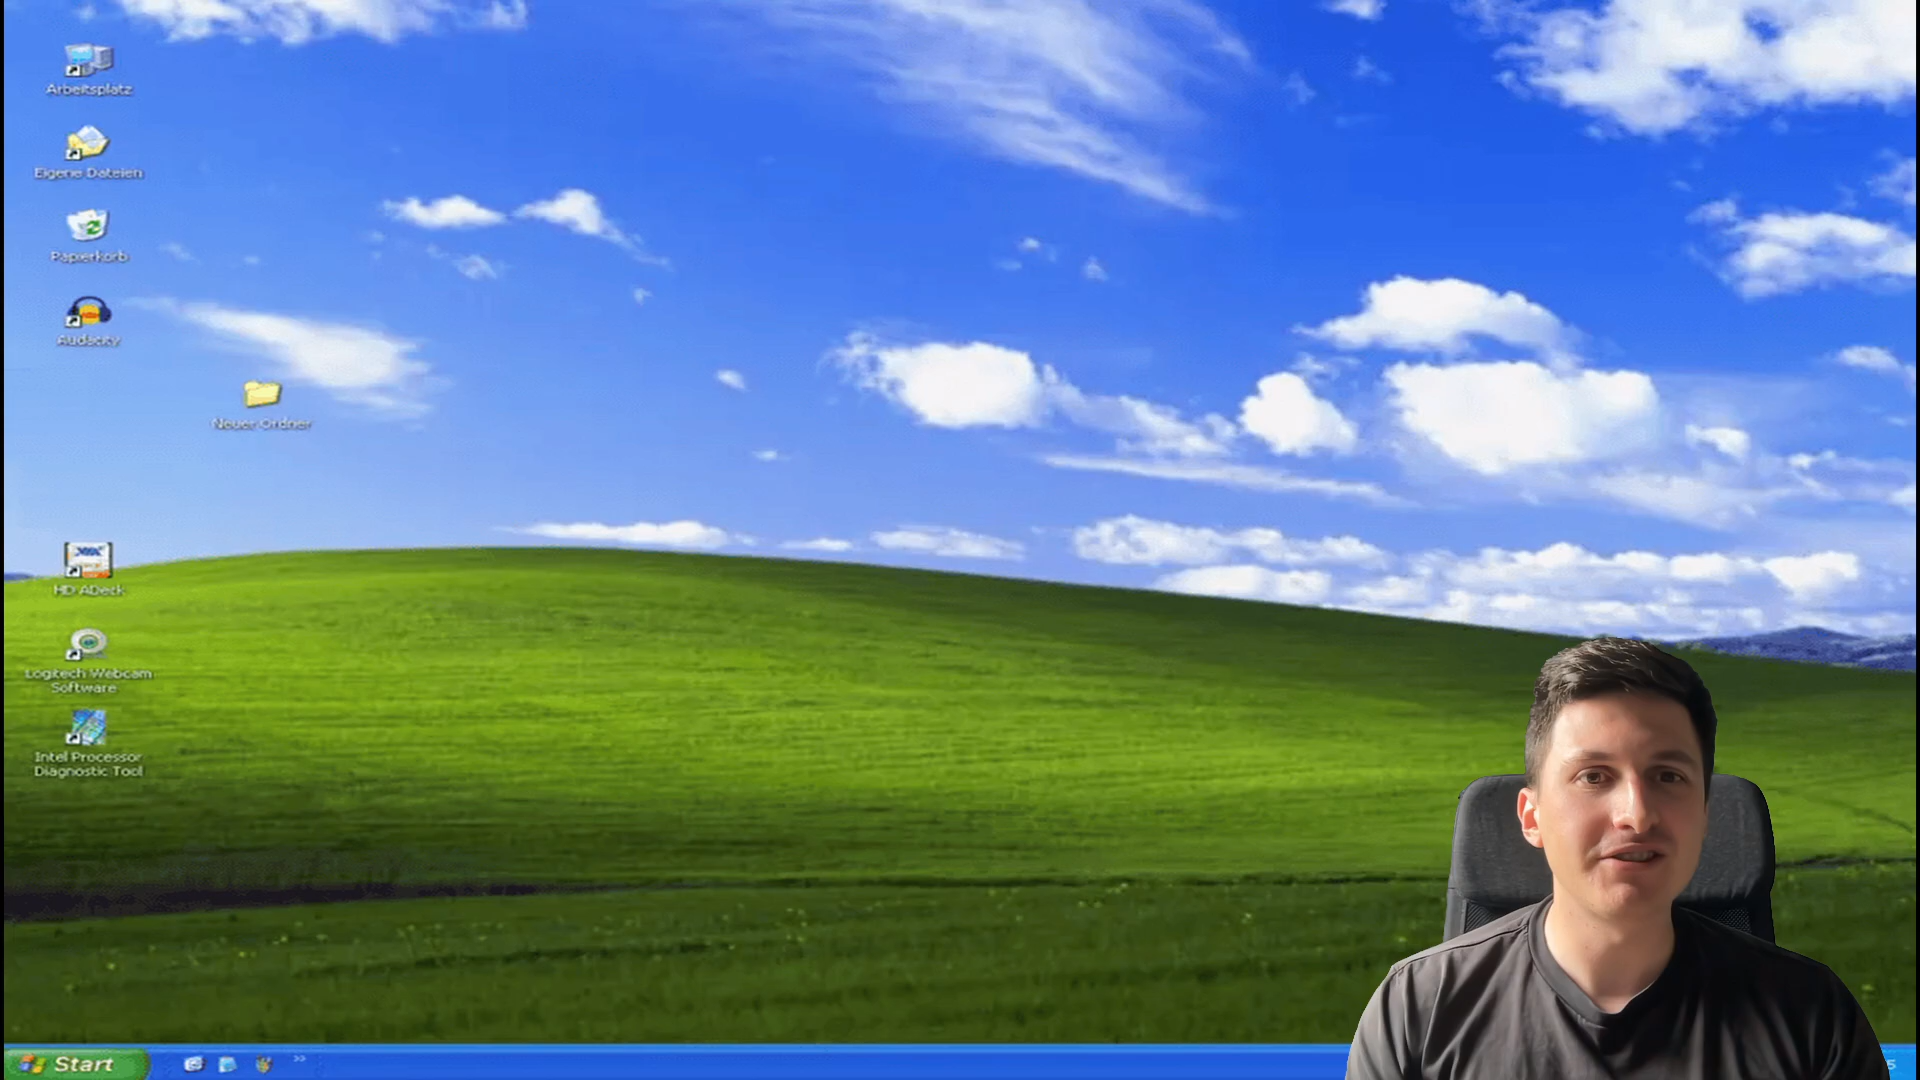 Arbeitsplatz
Eigene Dateien
Papierkorb
Audacity
Neuer Ordner
HD ADeck
Logitech Webcam
Software
Intel Processor
Diagnostic Tool
Start